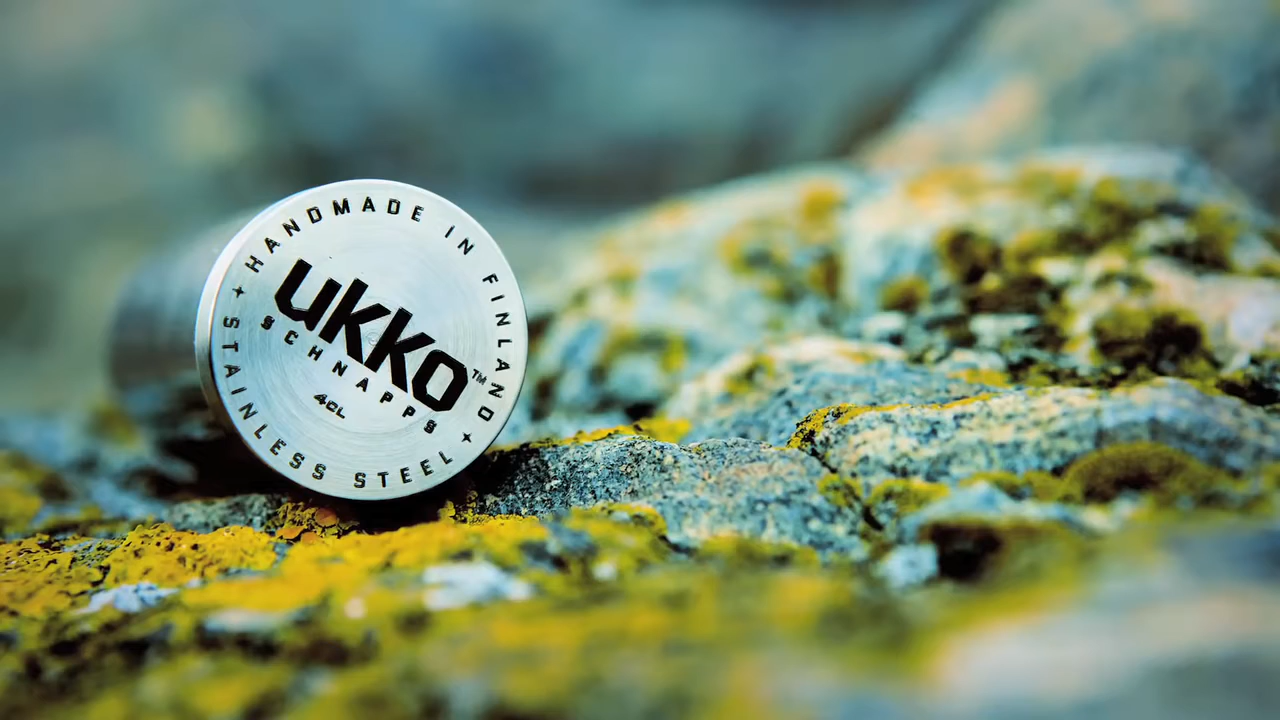 HANDMADE IN FINLAND
ukko™
SCHNAPPS
4CL
STAINLESS STEEL